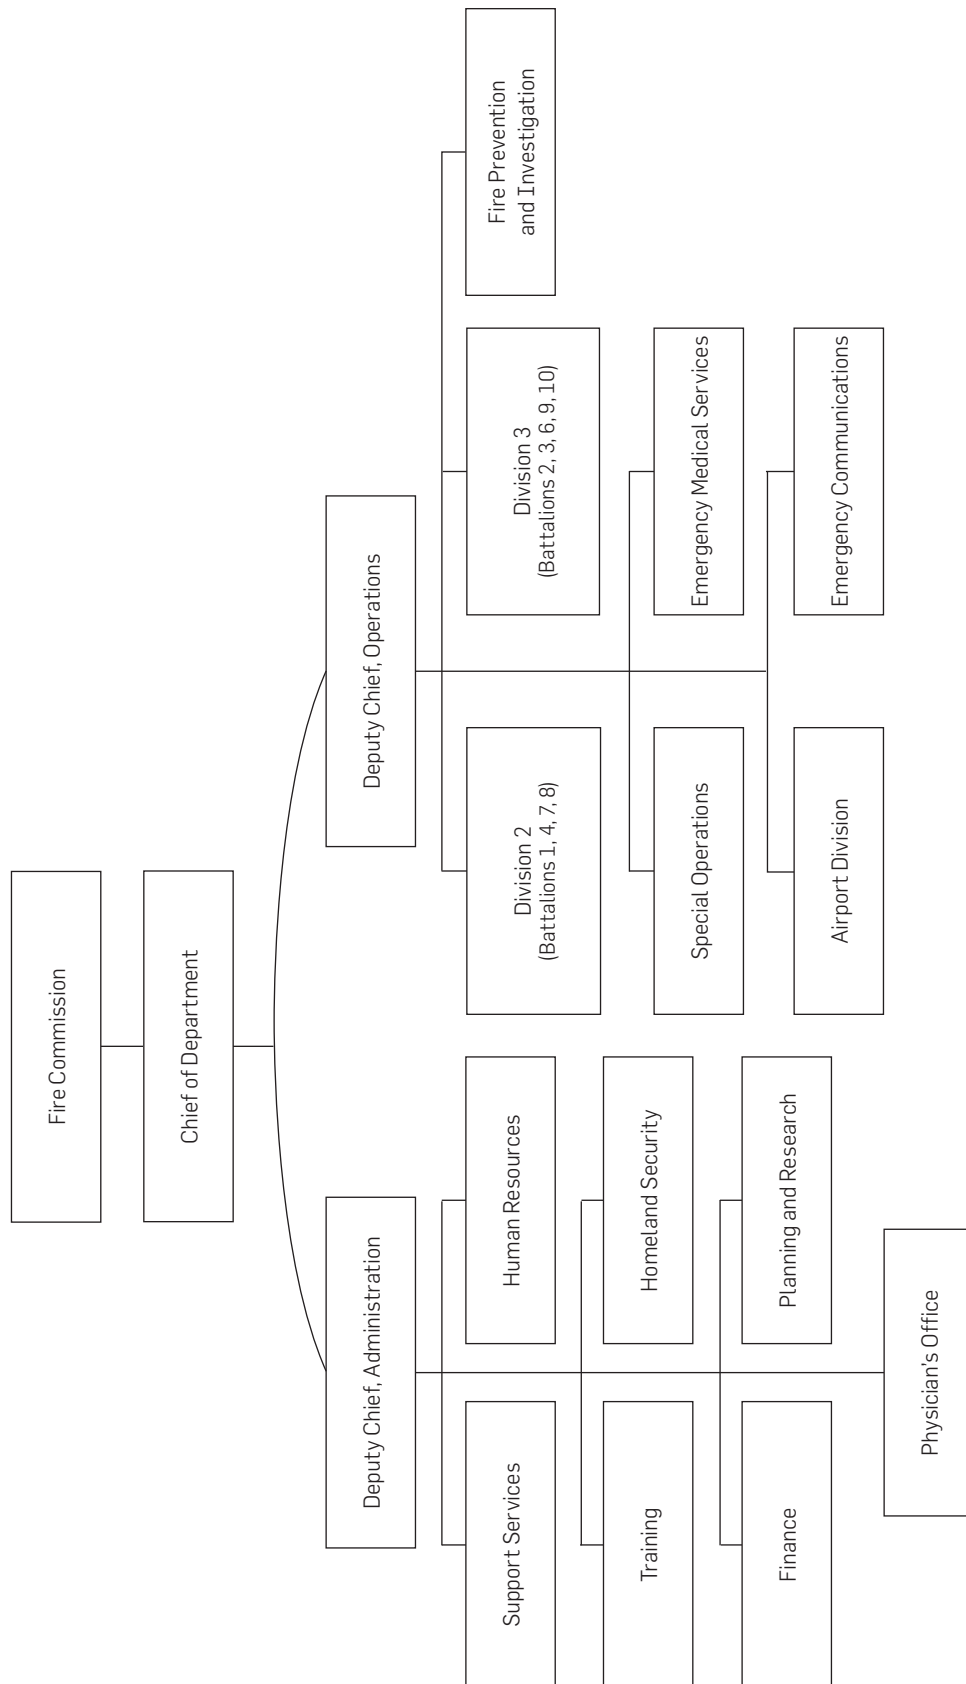 Fire Commission
Chief of Department
Deputy Chief, Administration
Deputy Chief, Operations
Support Services
Human Resources
Division 2
(Battalions 1, 4, 7, 8)
Division 3
(Battalions 2, 3, 6, 9, 10)
Fire Prevention
and Investigation
Training
Homeland Security
Special Operations
Emergency Medical Services
Finance
Planning and Research
Airport Division
Emergency Communications
Physician's Office